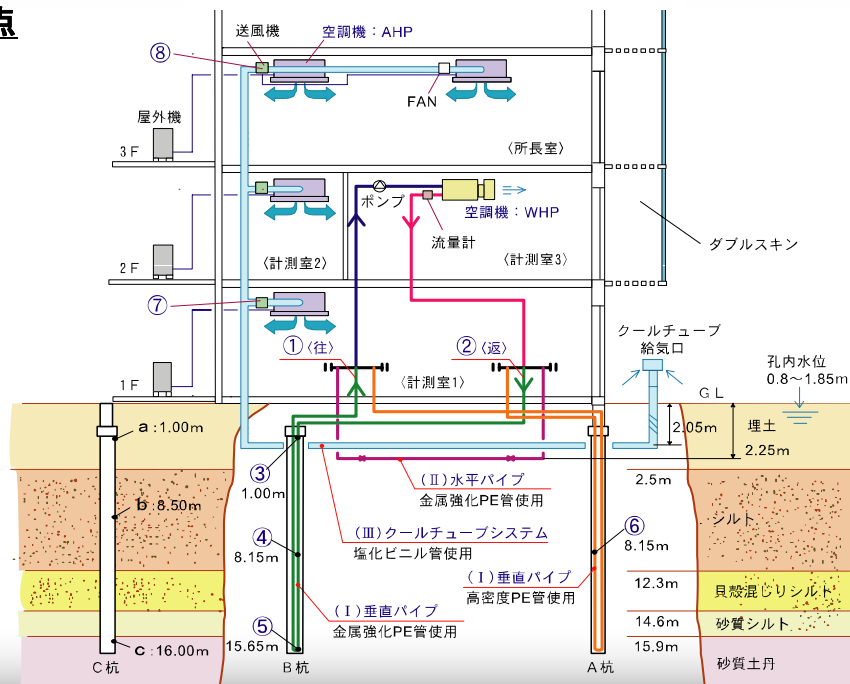 点
送風機
空調機：AHP
⑧
FAN
屋外機
3F
〈所長室〉
ポンプ
空調機：WHP
流量計
ダブルスキン
2F
〈計測室2〉
〈計測室3〉
⑦
クールチューブ
給気口
①〈往〉
②〈返〉
孔内水位
0.8〜1.85m
1F
〈計測室1〉
GL
a:1.00m
2.05m
埋土
2.25m
③
1.00m
(Ⅱ)水平パイプ
金属強化PE管使用
2.5m
b:8.50m
シルト
④
8.15m
(Ⅲ)クールチューブシステム
塩化ビニル管使用
⑥
8.15m
(Ⅰ)垂直パイプ
高密度PE管使用
12.3m
貝殻混じりシルト
(Ⅰ)垂直パイプ
金属強化PE管使用
14.6m
砂質シルト
⑤
15.65m
c:16.00m
15.9m
砂質土丹
C杭
B杭
A杭